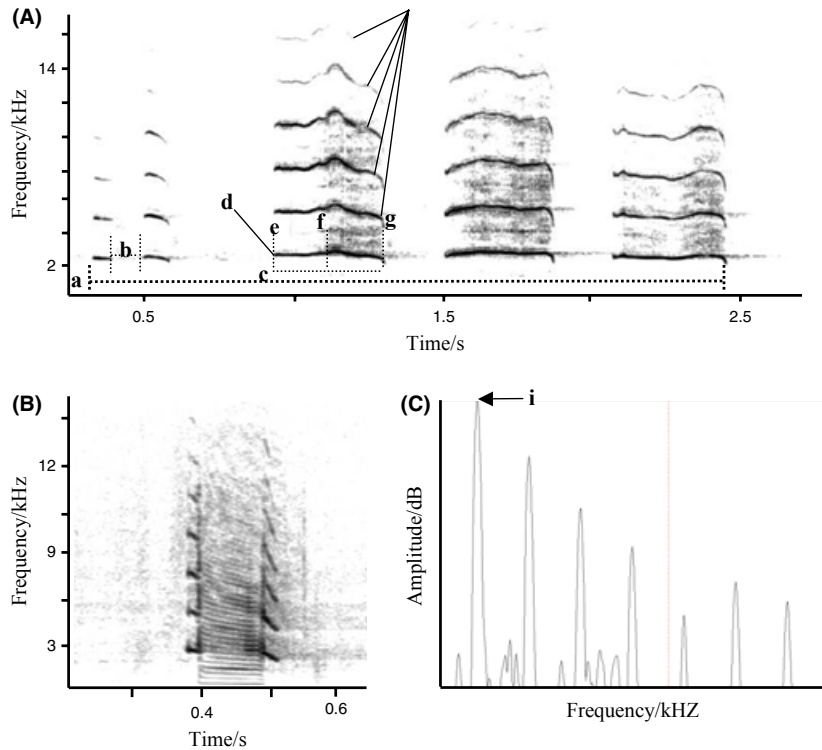 (A)
Frequency/kHz
14
2
d
e
f
g
b
c
a
0.5
1.5
2.5
Time/s
(B)
Frequency/kHz
12
9
3
0.4
0.6
Time/s
(C)
i
Amplitude/dB
Frequency/kHZ